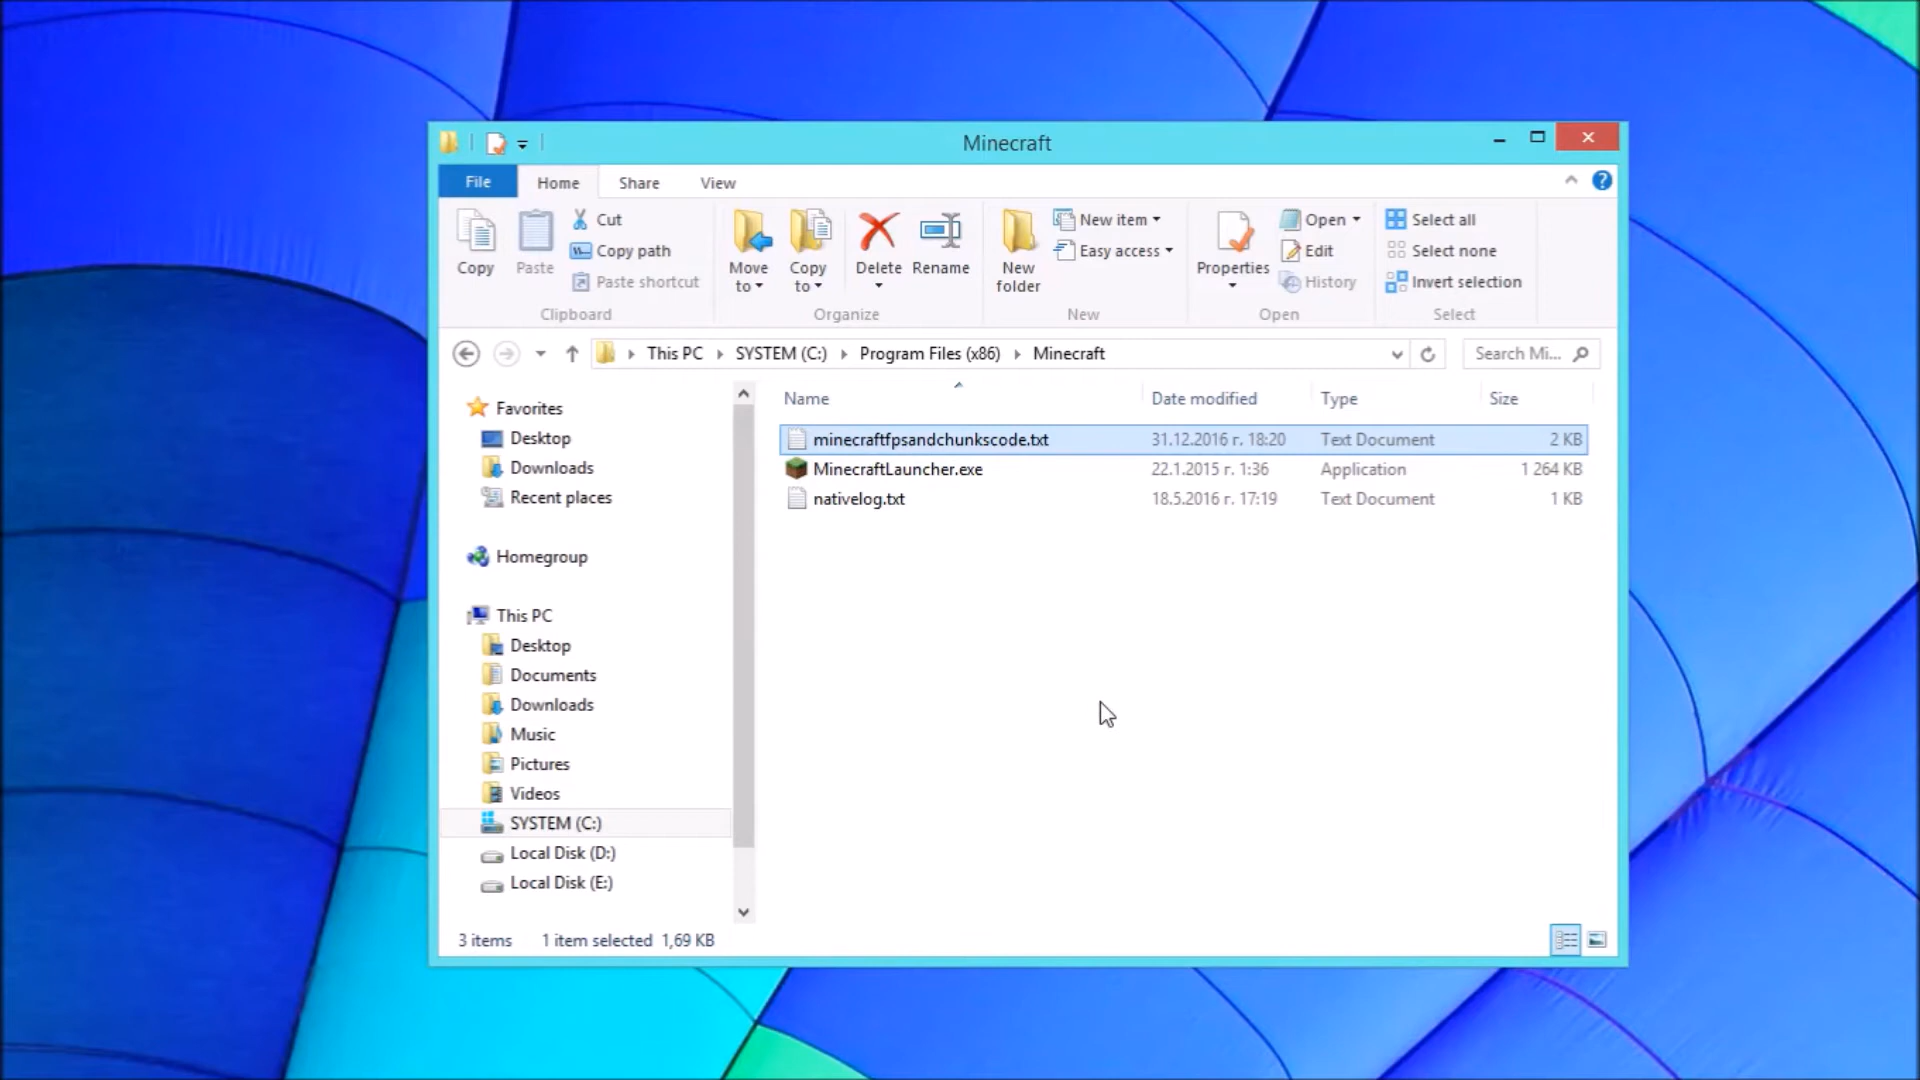 Minecraft
File Home Share View
Copy
Paste
Cut
Copy path
Paste shortcut
Clipboard
Move to
Copy to
Delete
Rename
Organize
New folder
New item
Easy access
New
Properties
Open
Edit
History
Open
Select all
Select none
Invert selection
Select
This PC SYSTEM (C:) Program Files (x86) Minecraft
Search Mi...
Favorites
Desktop
Downloads
Recent places
Homegroup
This PC
Desktop
Documents
Downloads
Music
Pictures
Videos
SYSTEM (C:)
Local Disk (D:)
Local Disk (E:)
Name Date modified Type Size
minecraftfpsandchunkscode.txt 31.12.2016 г. 18:20 Text Document 2 KB
MinecraftLauncher.exe 22.1.2015 г. 1:36 Application 1 264 KB
nativelog.txt 18.5.2016 г. 17:19 Text Document 1 KB
3 items 1 item selected 1,69 KB